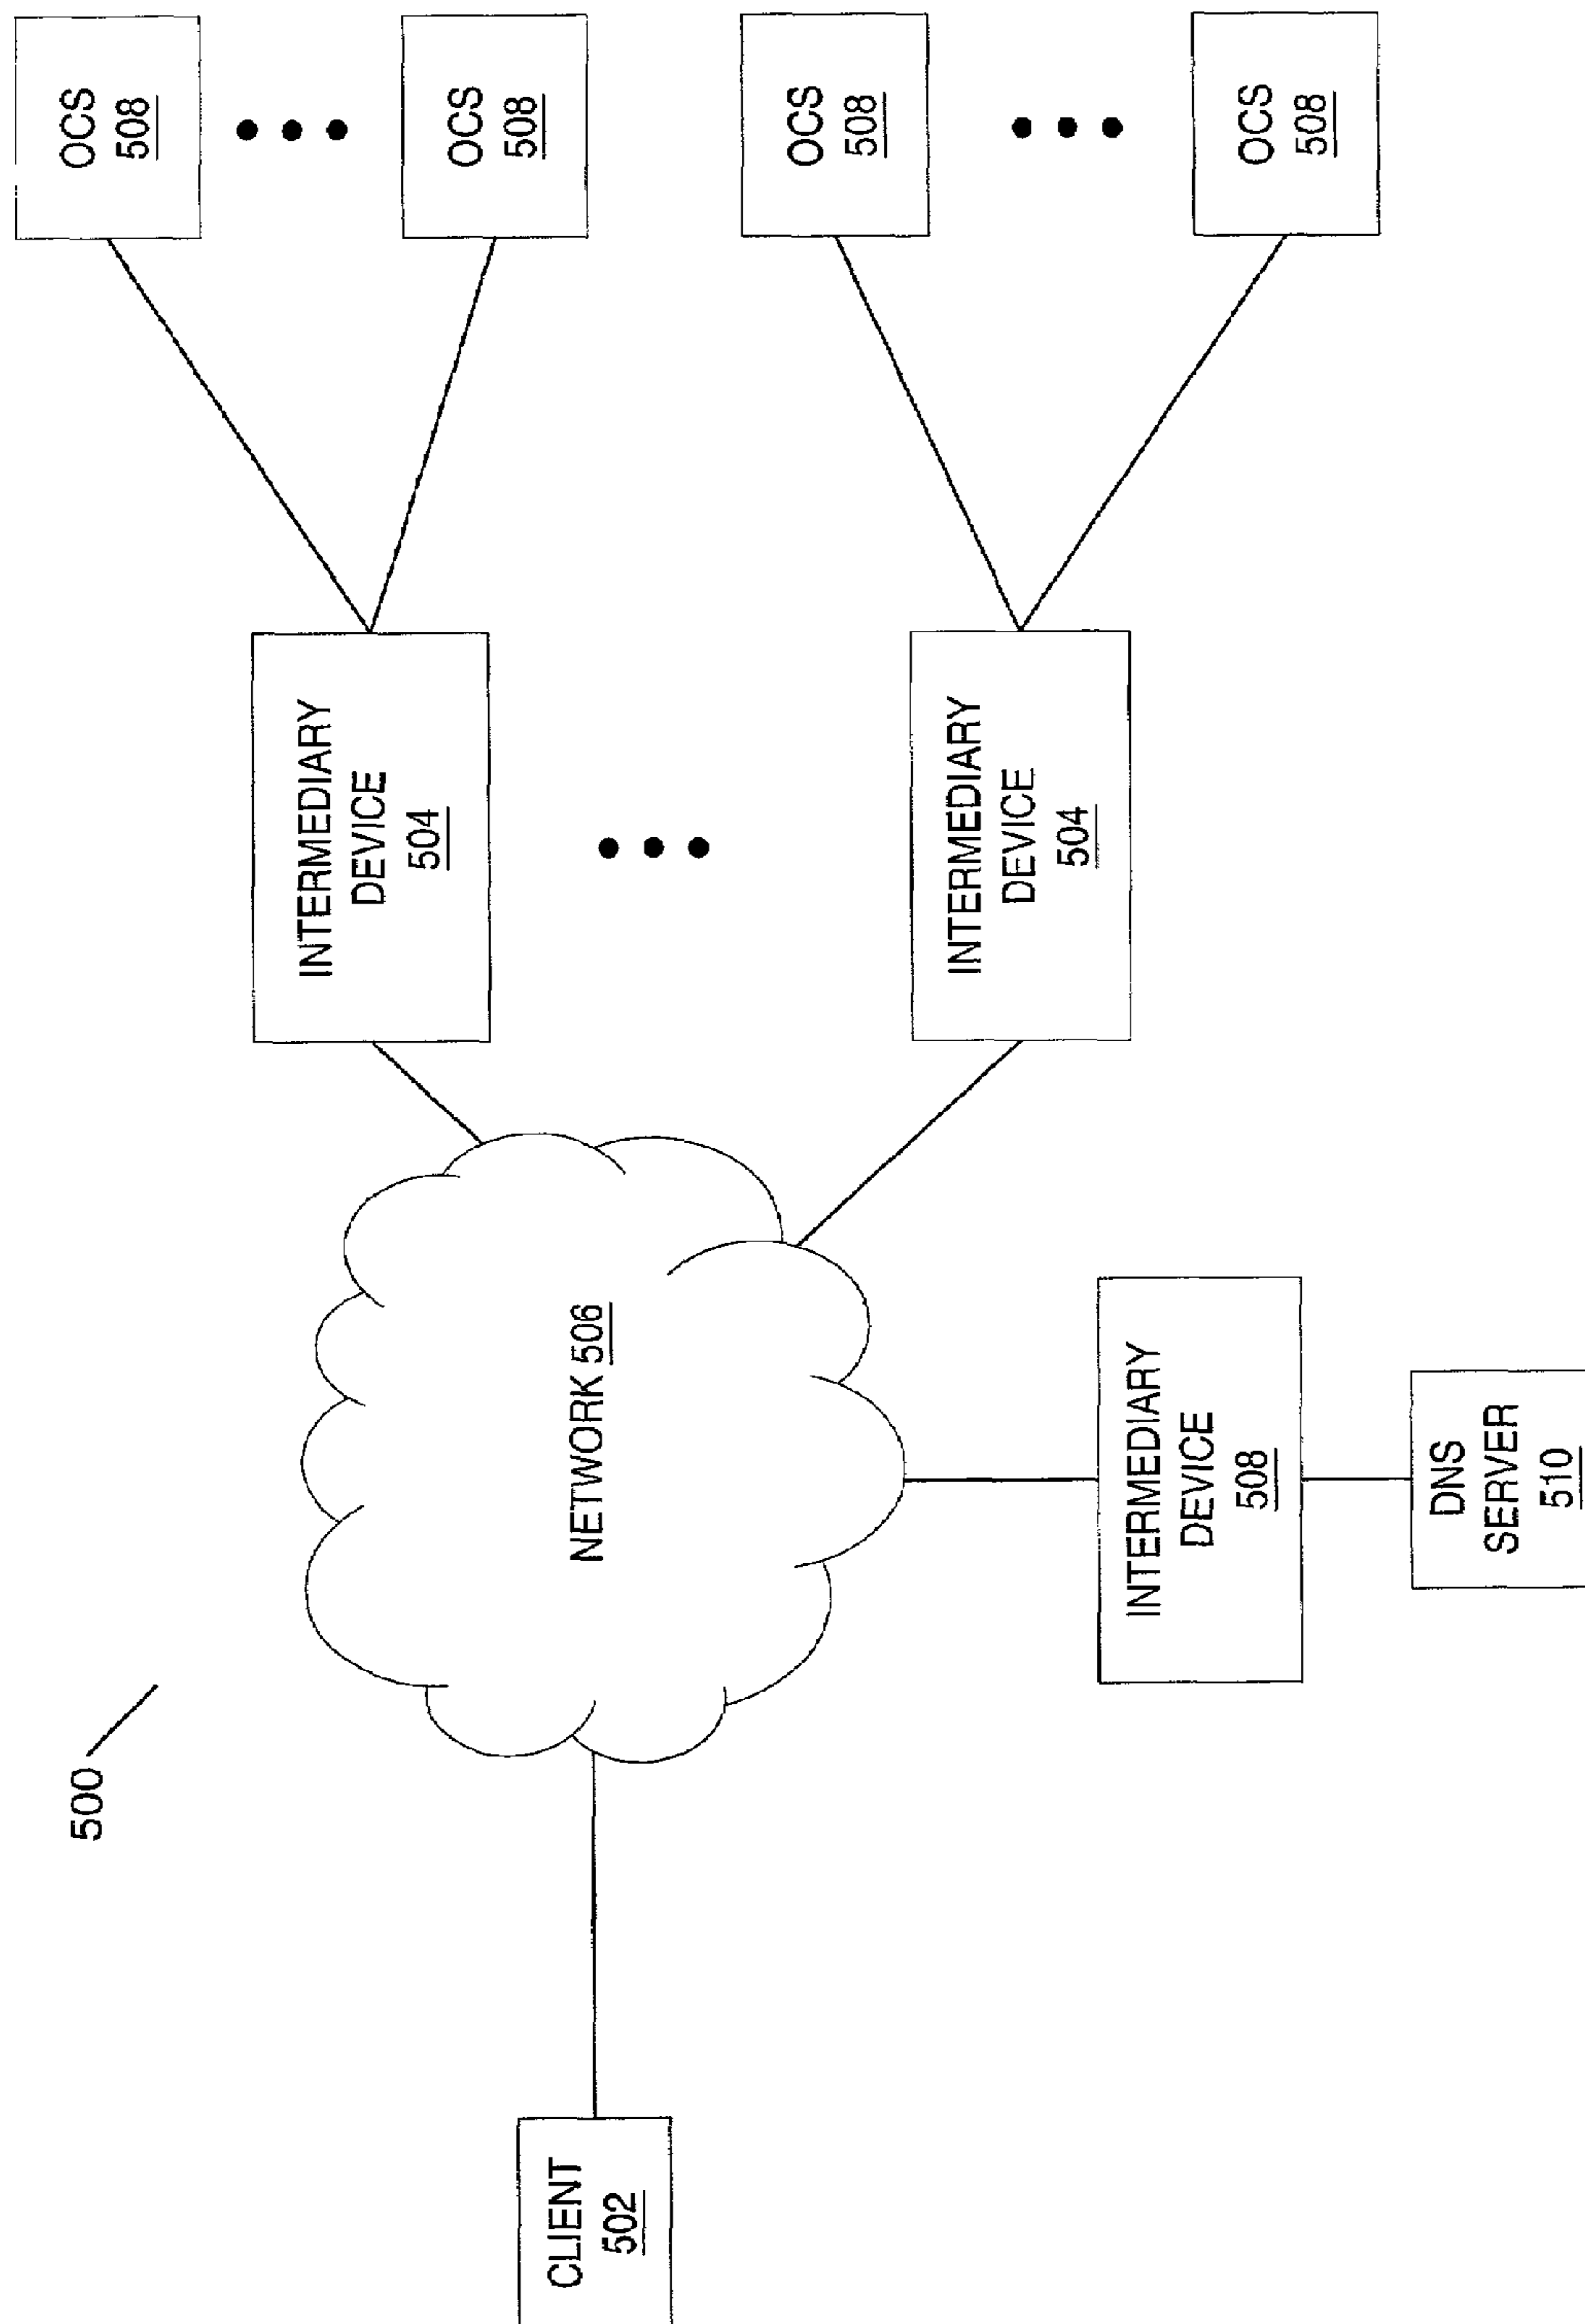 500
CLIENT
502
NETWORK 506
INTERMEDIARY
DEVICE
504
INTERMEDIARY
DEVICE
504
INTERMEDIARY
DEVICE
508
DNS
SERVER
510
OCS
508
OCS
508
OCS
508
OCS
508